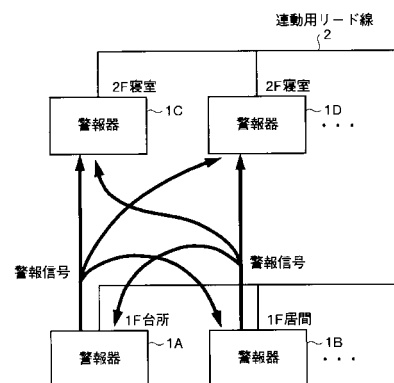 連動用リード線
2
2F寝室
1C
2F寝室
1D
警報器
警報器
・・・
警報信号
警報信号
1F台所
1A
1F居間
1B
警報器
警報器
・・・